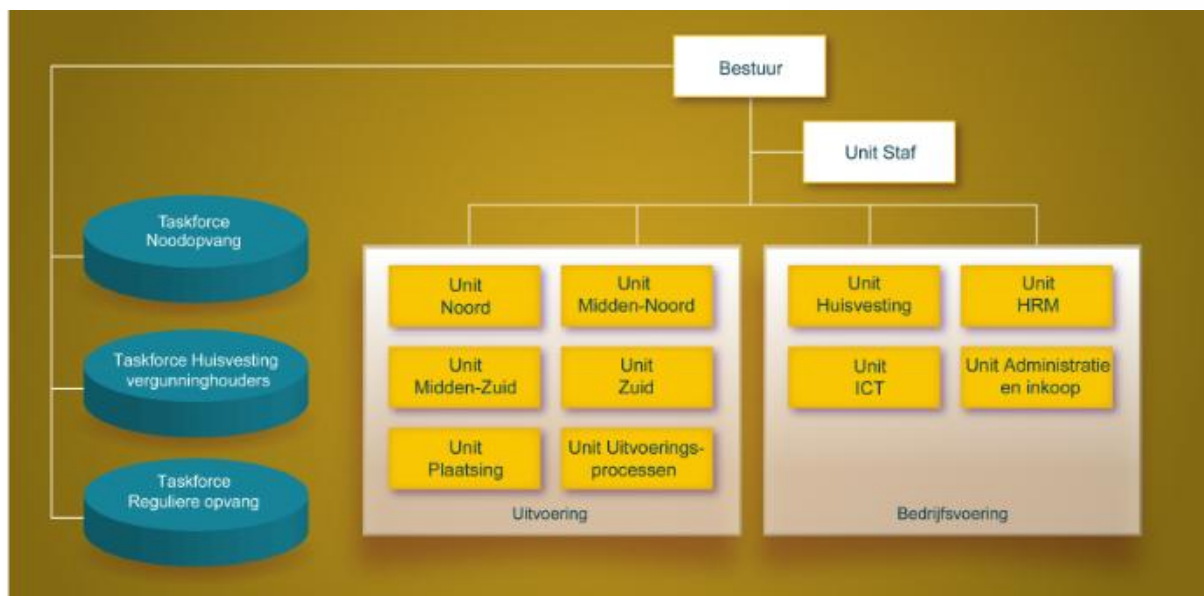 Bestuur
Unit Staf
Taskforce
Noodopvang
Taskforce Huisvesting
vergunninghouders
Taskforce
Reguliere opvang
Unit
Noord
Unit
Midden-Noord
Unit
Midden-Zuid
Unit
Zuid
Unit
Plaatsing
Unit Uitvoerings-
processen
Uitvoering
Unit
Huisvesting
Unit
HRM
Unit
ICT
Unit Administratie
en inkoop
Bedrijfsvoering